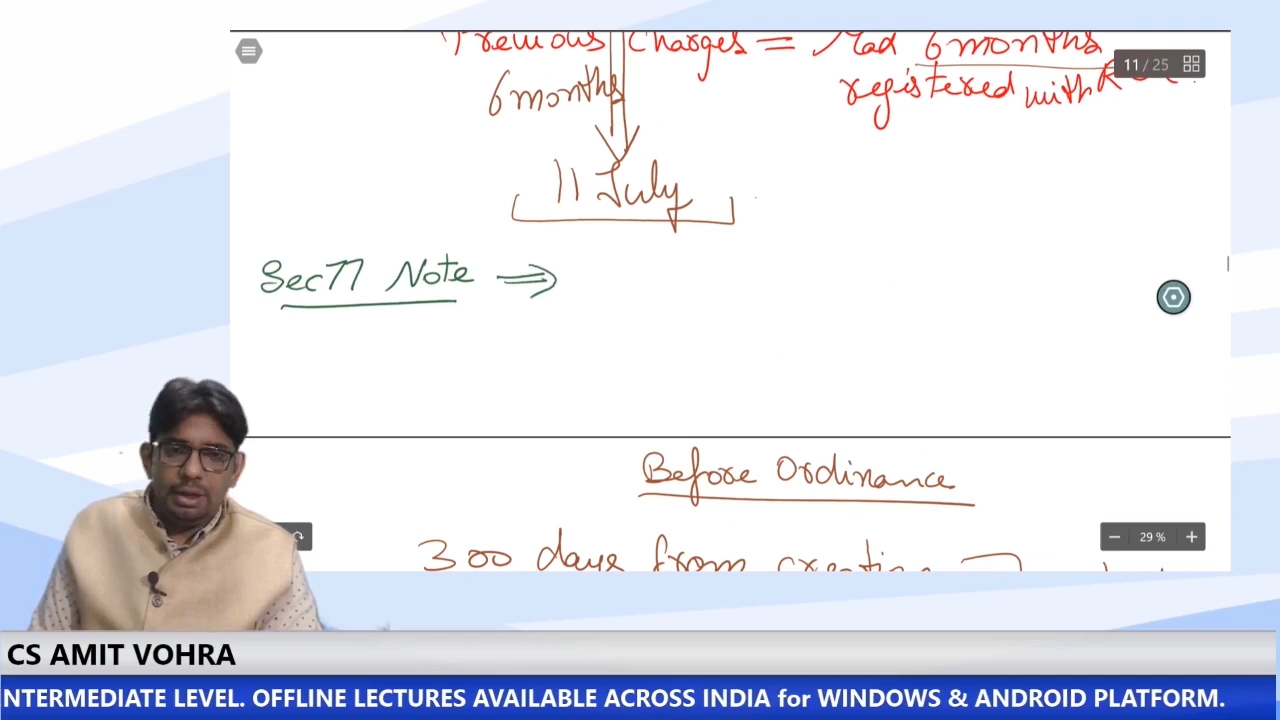 Previous Charges = Had 6 months
11 / 25
6 months
registered with
11 July
Sec 77 Note ⇒
Before Ordinance
29 %
300 days from creation
CS AMIT VOHRA
NTERMEDIATE LEVEL. OFFLINE LECTURES AVAILABLE ACROSS INDIA for WINDOWS & ANDROID PLATFORM.